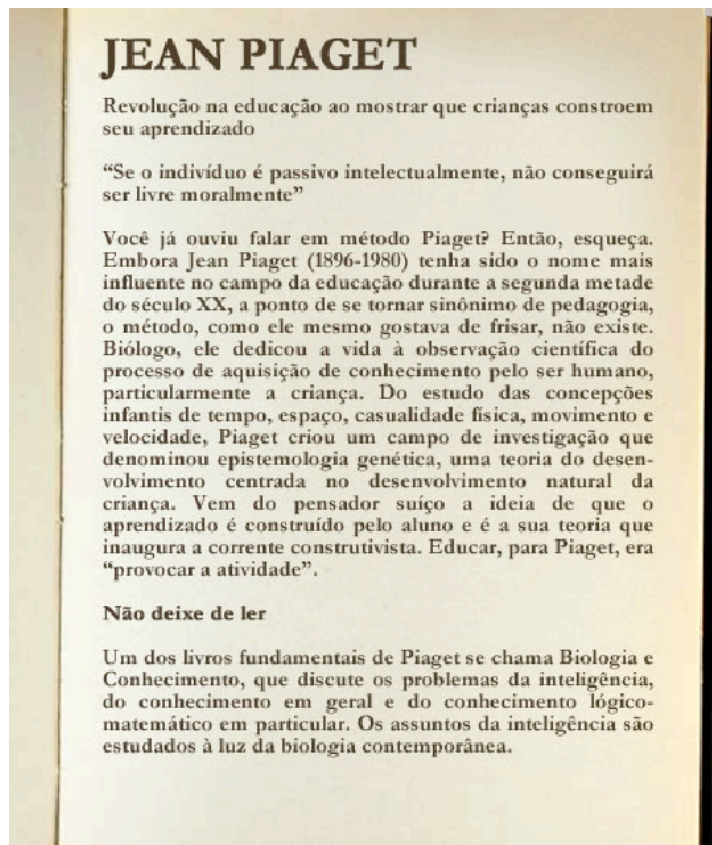 JEAN PIAGET
Revolução na educação ao mostrar que crianças constroem
seu aprendizado
“Se o indivíduo é passivo intelectualmente, não conseguirá
ser livre moralmente”
Você já ouviu falar em método Piaget? Então, esqueça.
Embora Jean Piaget (1896-1980) tenha sido o nome mais
influente no campo da educação durante a segunda metade
do século XX, a ponto de se tornar sinônimo de pedagogia,
o método, como ele mesmo gostava de frisar, não existe.
Biólogo, ele dedicou a vida à observação científica do
processo de aquisição de conhecimento pelo ser humano,
particularmente a criança. Do estudo das concepções
infantis de tempo, espaço, casualidade física, movimento e
velocidade, Piaget criou um campo de investigação que
denominou epistemologia genética, uma teoria do desen-
volvimento centrada no desenvolvimento natural da
criança. Vem do pensador suíço a ideia de que o
aprendizado é construído pelo aluno e é a sua teoria que
inaugura a corrente construtivista. Educar, para Piaget, era
“provocar a atividade”.
Não deixe de ler
Um dos livros fundamentais de Piaget se chama Biologia e
Conhecimento, que discute os problemas da inteligência,
do conhecimento em geral e do conhecimento lógico-
matemático em particular. Os assuntos da inteligência são
estudados à luz da biologia contemporânea.